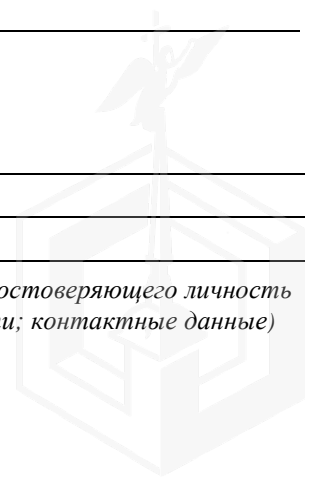 остоверяющего личность
и; контактные данные)